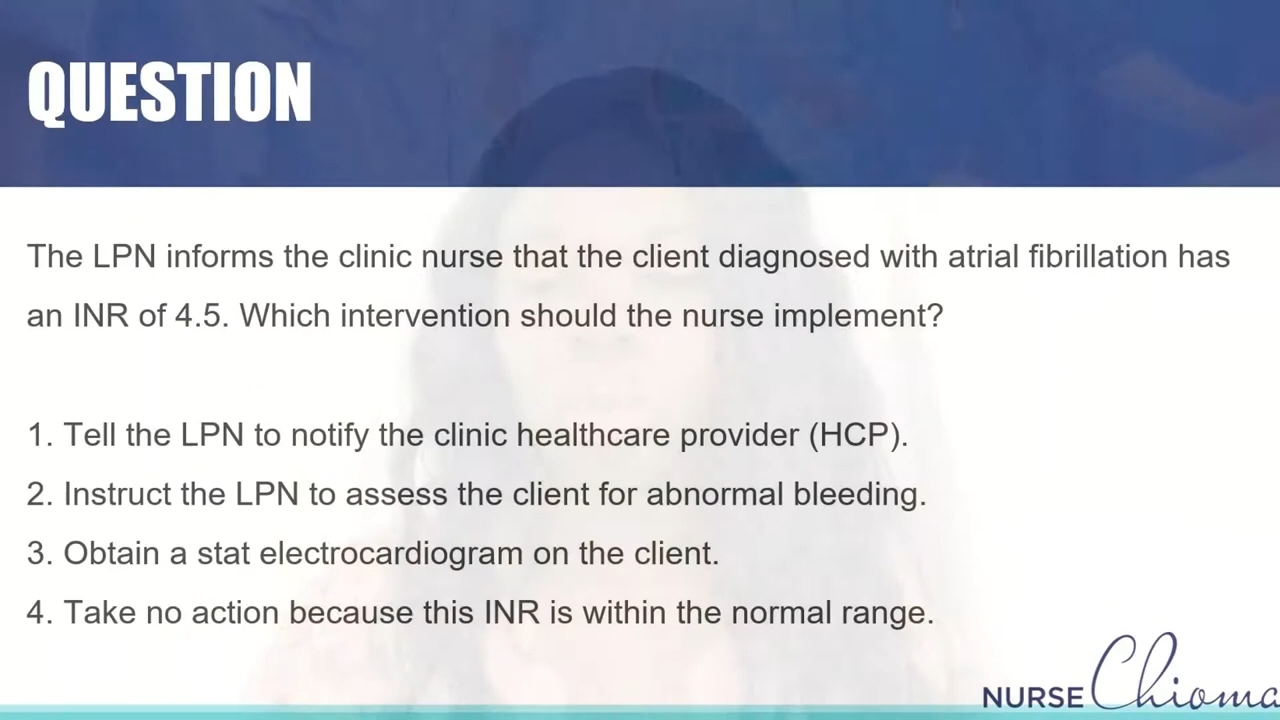 QUESTION
The LPN informs the clinic nurse that the client diagnosed with atrial fibrillation has
an INR of 4.5. Which intervention should the nurse implement?
1. Tell the LPN to notify the clinic healthcare provider (HCP).
2. Instruct the LPN to assess the client for abnormal bleeding.
3. Obtain a stat electrocardiogram on the client.
4. Take no action because this INR is within the normal range.
NURSE Chioma